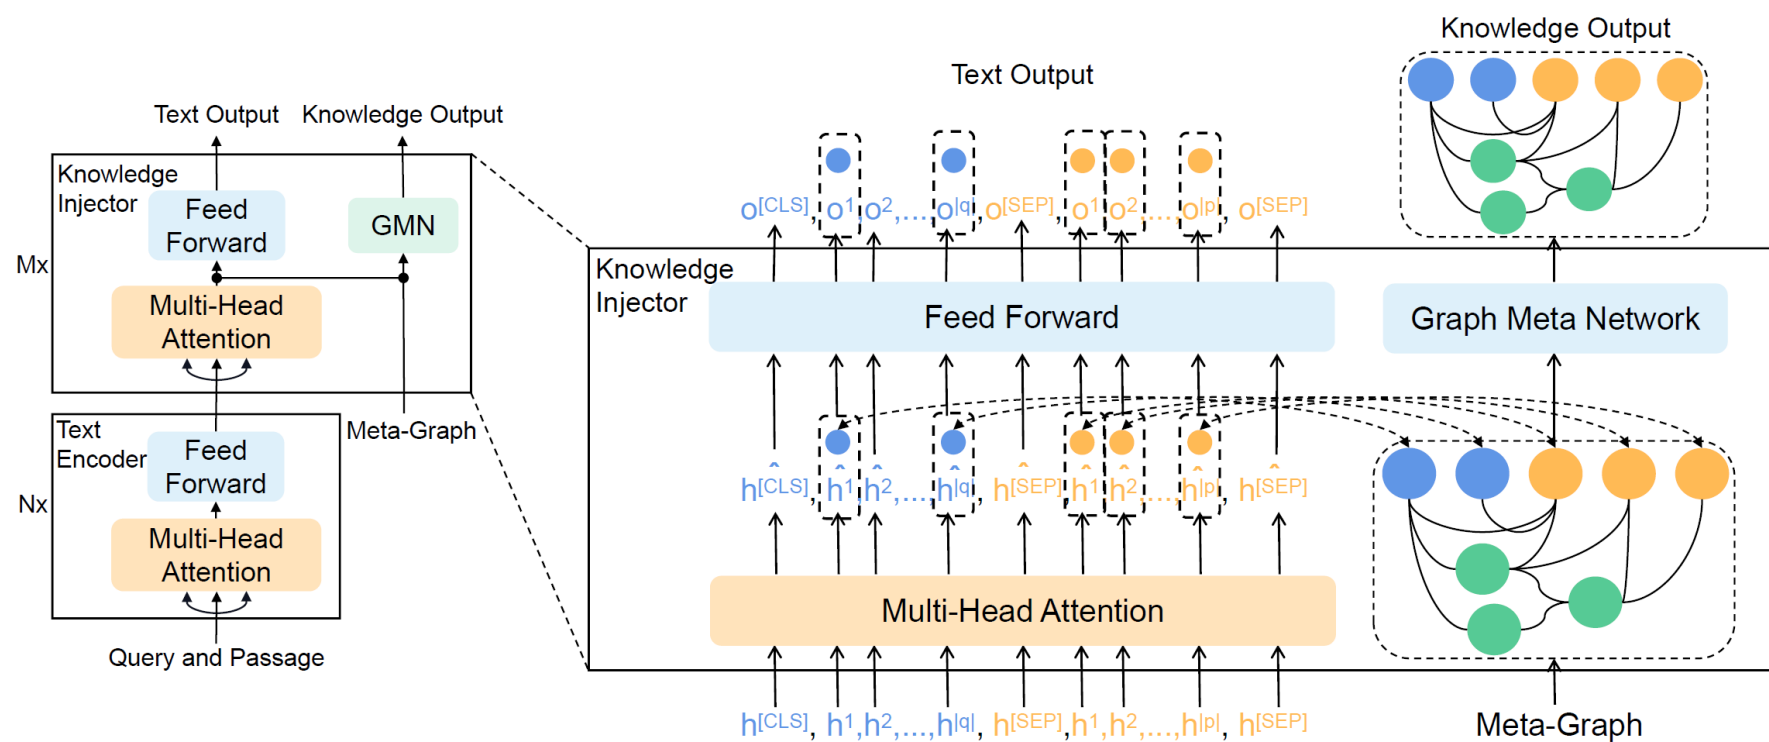 Text Output
Knowledge Output
Knowledge
Injector
Feed
Forward
GMN
Mx
Multi-Head
Attention
Text
Encoder
Meta-Graph
Feed
Forward
Nx
Multi-Head
Attention
Query and Passage
Text Output
Knowledge Output
o[CLS], o1,o2,...,o|q|,o[SEP],o1,o2,...,o|p|, o[SEP]
Knowledge
Injector
Feed Forward
Graph Meta Network
ĥ[CLS], ĥ1,ĥ2,...,ĥ|q|, ĥ[SEP],ĥ1,ĥ2,...,ĥ|p|, ĥ[SEP]
Multi-Head Attention
h[CLS], h1,h2,...,h|q|, h[SEP],h1,h2,...,h|p|, h[SEP]
Meta-Graph